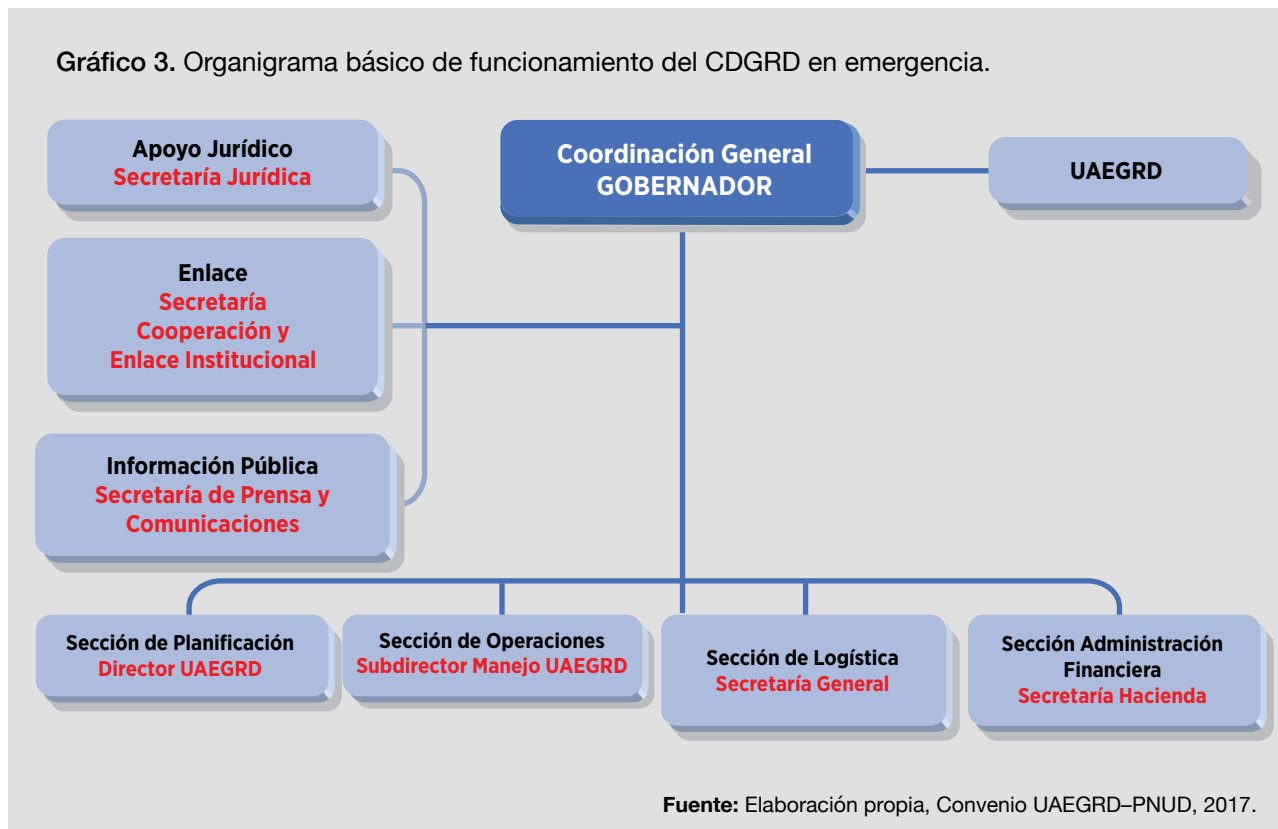 Gráfico 3. Organigrama básico de funcionamiento del CDGRD en emergencia.
Apoyo Jurídico
Secretaría Jurídica
Coordinación General
GOBERNADOR
UAEGRD
Enlace
Secretaría
Cooperación y
Enlace Institucional
Información Pública
Secretaría de Prensa y
Comunicaciones
Sección de Planificación
Director UAEGRD
Sección de Operaciones
Subdirector Manejo UAEGRD
Sección de Logística
Secretaría General
Sección Administración
Financiera
Secretaría Hacienda
Fuente: Elaboración propia, Convenio UAEGRD–PNUD, 2017.